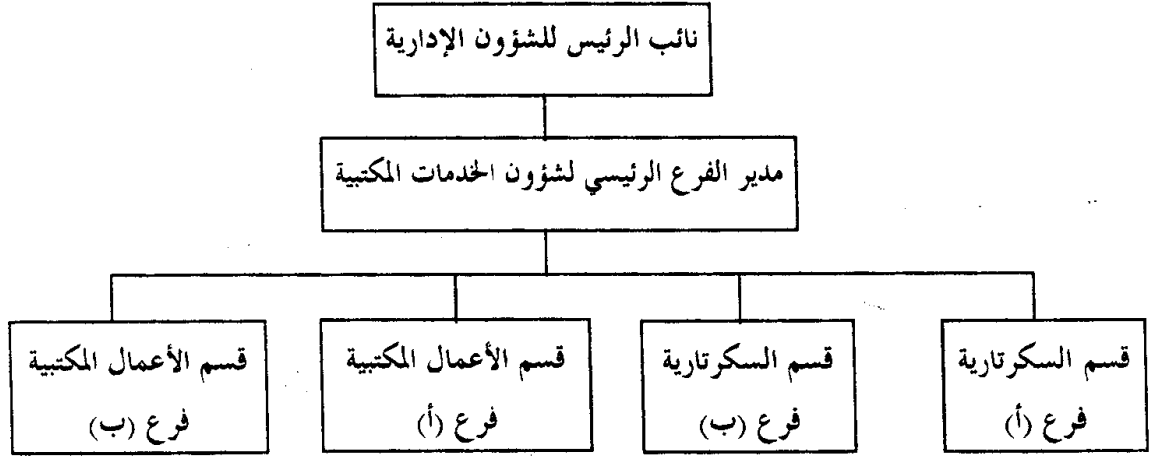 نائب الرئيس للشؤون الإدارية
مدير الفرع الرئيسي لشؤون الخدمات المكتبية
قسم السكرتارية
فرع (أ)
قسم السكرتارية
فرع (ب)
قسم الأعمال المكتبية
فرع (أ)
قسم الأعمال المكتبية
فرع (ب)